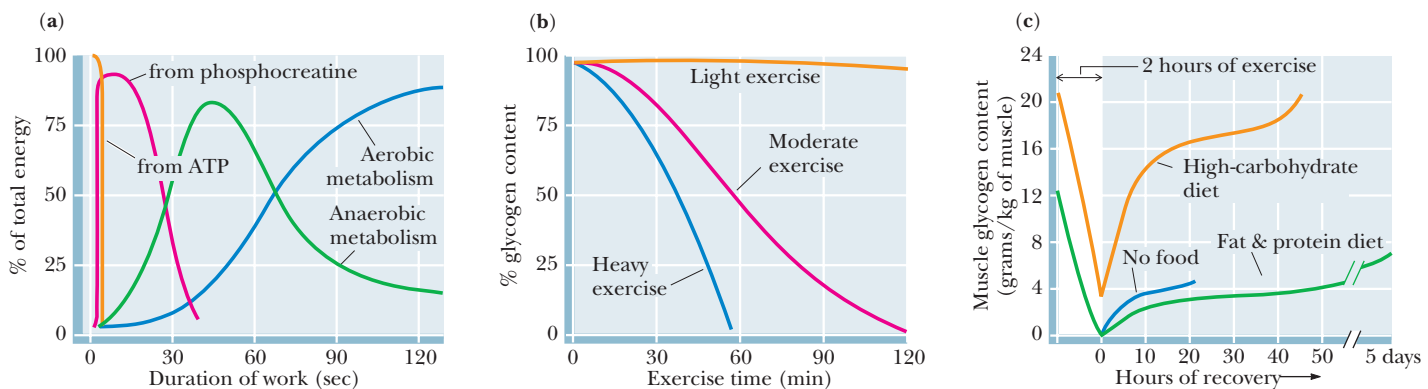 (a)
100
75
50
25
0
% of total energy
from phosphocreatine
from ATP
Aerobic
metabolism
Anaerobic
metabolism
0 30 60 90 120
Duration of work (sec)
(b)
100
75
50
25
0
% glycogen content
Light exercise
Moderate
exercise
Heavy
exercise
0 30 60 90 120
Exercise time (min)
(c)
24
20
16
12
8
4
0
Muscle glycogen content
(grams/kg of muscle)
2 hours of exercise
High-carbohydrate
diet
No food
Fat & protein diet
0 10 20 30 40 50 5 days
Hours of recovery